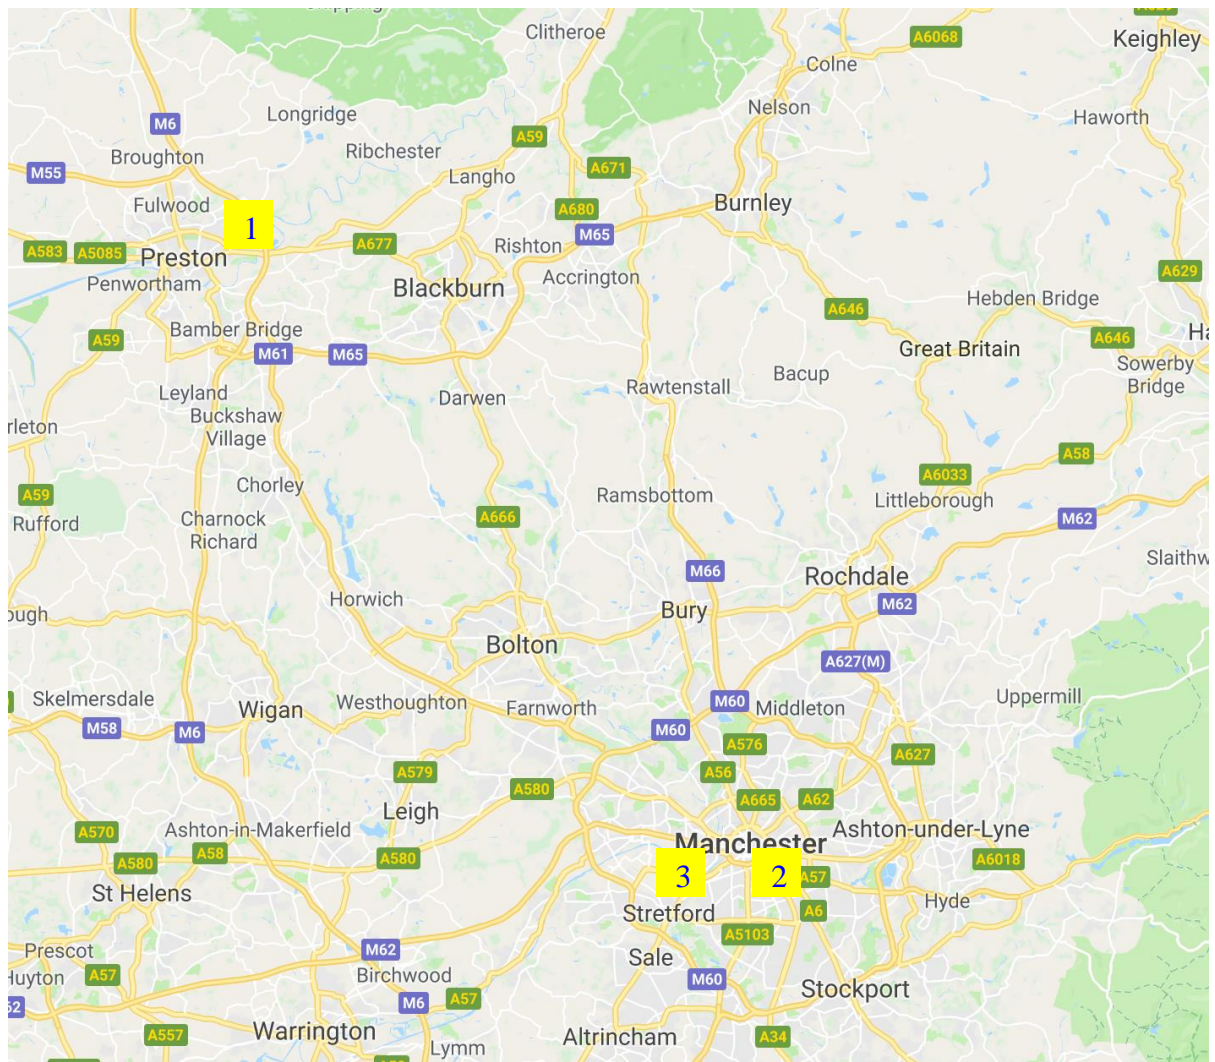 Clitheroe
A6068
Keighley
Colne
Nelson
Longridge
Haworth
M6
A59
Ribchester
Broughton
M55
A671
Langho
Fulwood
A680
Burnley
1
M65
A583
A5085
A677
Rishton
Preston
Accrington
A629
Penwortham
Blackburn
Hebden Bridge
A646
Bamber Bridge
A59
A646
M61
M65
Great Britain
Sowerby
Bridge
Rawtenstall
Bacup
Leyland
Darwen
Buckshaw
Village
rleton
A58
A6033
Chorley
A59
Ramsbottom
Littleborough
Rufford
Charnock
Richard
A666
M62
Slaithw
M66
Rochdale
Horwich
M62
Bury
ough
Bolton
A627(M)
Skelmersdale
Westhoughton
Uppermill
Wigan
Farnworth
M60
Middleton
M58
M6
M60
A576
A627
A579
A56
A580
A665
A62
Leigh
A570
Ashton-in-Makerfield
Ashton-under-Lyne
Manchester
A58
A580
A580
A6018
3
2
A57
St Helens
Hyde
Stretford
A6
A5103
Prescot
M62
Sale
Huyton
A57
Birchwood
M60
Stockport
M6
A57
Warrington
A557
Altrincham
A34
Lymm